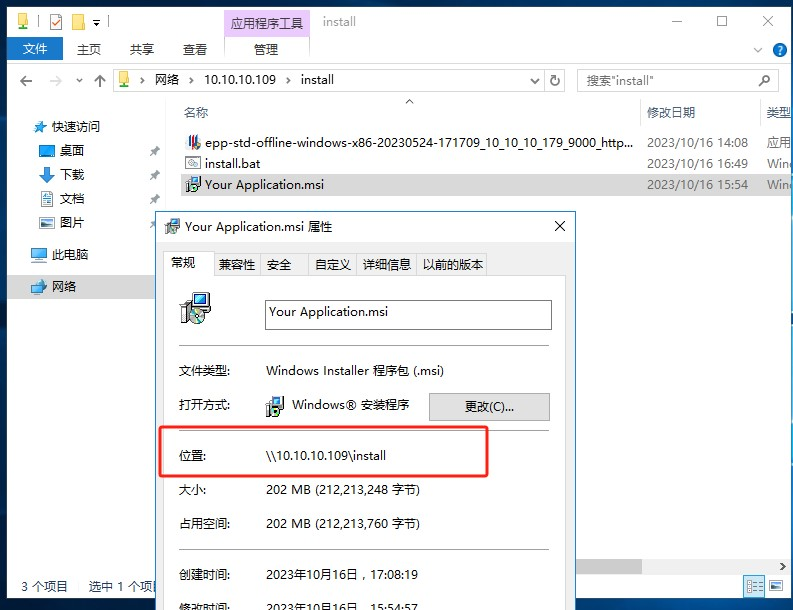 应用程序工具 install
文件 主页 共享 查看 管理
网络 10.10.10.109 install 搜索"install"
名称 修改日期 类型
快速访问
桌面
下载
文档
图片
此电脑
网络
epp-std-offline-windows-x86-20230524-171709_10_10_10_179_9000_http... 2023/10/16 14:08 应用
install.bat 2023/10/16 16:49 Winc
Your Application.msi 2023/10/16 15:54 Winc
Your Application.msi 属性
常规 兼容性 安全 自定义 详细信息 以前的版本
Your Application.msi
文件类型: Windows Installer 程序包 (.msi)
打开方式: Windows® 安装程序 更改(C)...
位置: \\10.10.10.109\install
大小: 202 MB (212,213,248 字节)
占用空间: 202 MB (212,213,760 字节)
创建时间: 2023年10月16日，17:08:19
修改时间: 2023年10月16日，15:54:57
3 个项目 选中 1 个项目